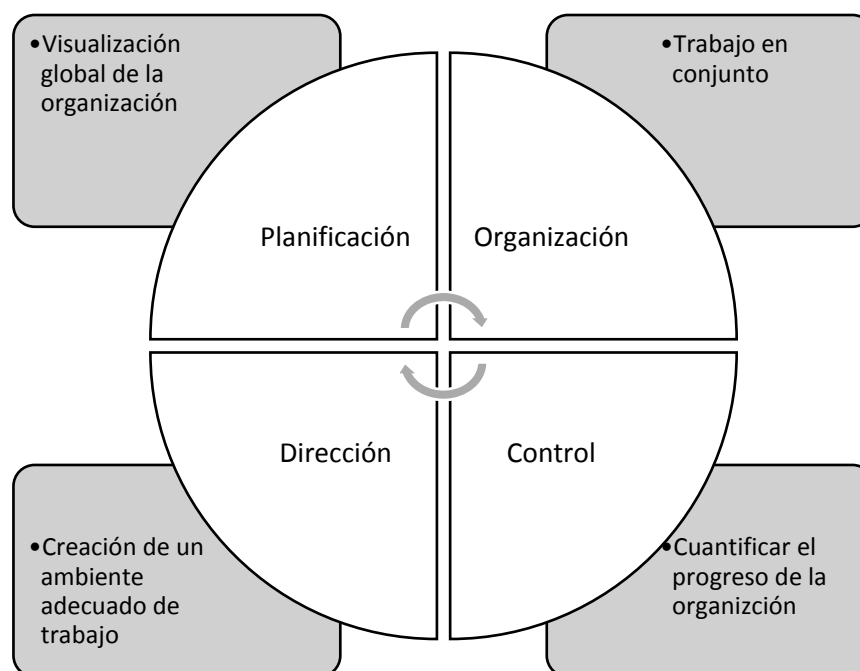 •Visualización
global de la
organización
•Trabajo en
conjunto
Planificación
Organización
Dirección
Control
•Creación de un
ambiente
adecuado de
trabajo
•Cuantificar el
progreso de la
organizción